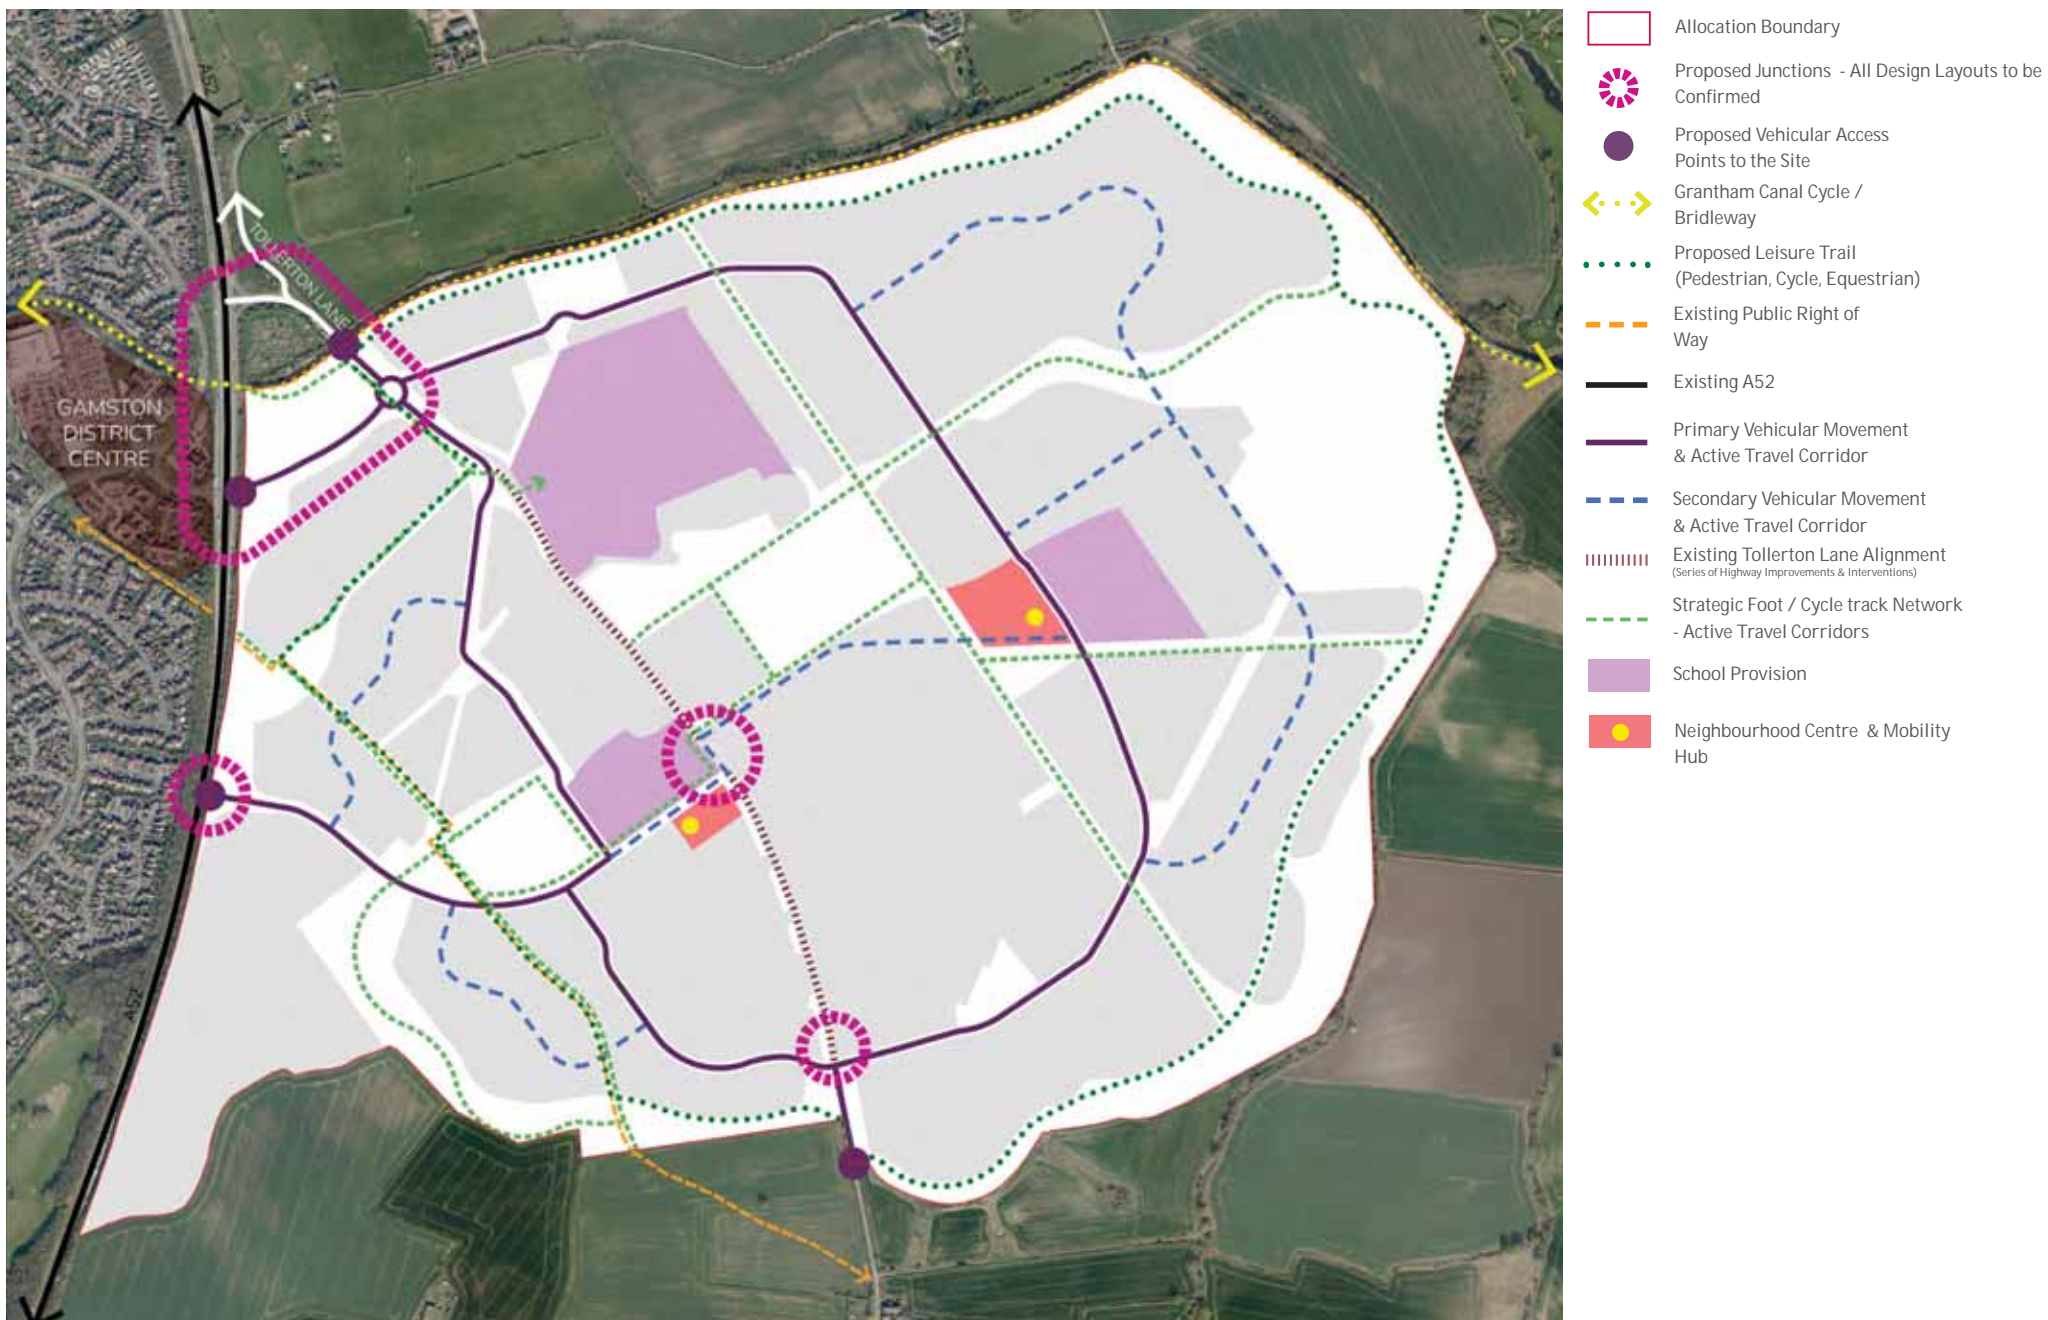 A52
TOLLERTON LANE
GAMSTON
DISTRICT
CENTRE
A52
Allocation Boundary
Proposed Junctions - All Design Layouts to be
Confirmed
Proposed Vehicular Access
Points to the Site
Grantham Canal Cycle /
Bridleway
Proposed Leisure Trail
(Pedestrian, Cycle, Equestrian)
Existing Public Right of
Way
Existing A52
Primary Vehicular Movement
& Active Travel Corridor
Secondary Vehicular Movement
& Active Travel Corridor
Existing Tollerton Lane Alignment
(Series of Highway Improvements & Interventions)
Strategic Foot / Cycle track Network
- Active Travel Corridors
School Provision
Neighbourhood Centre & Mobility
Hub